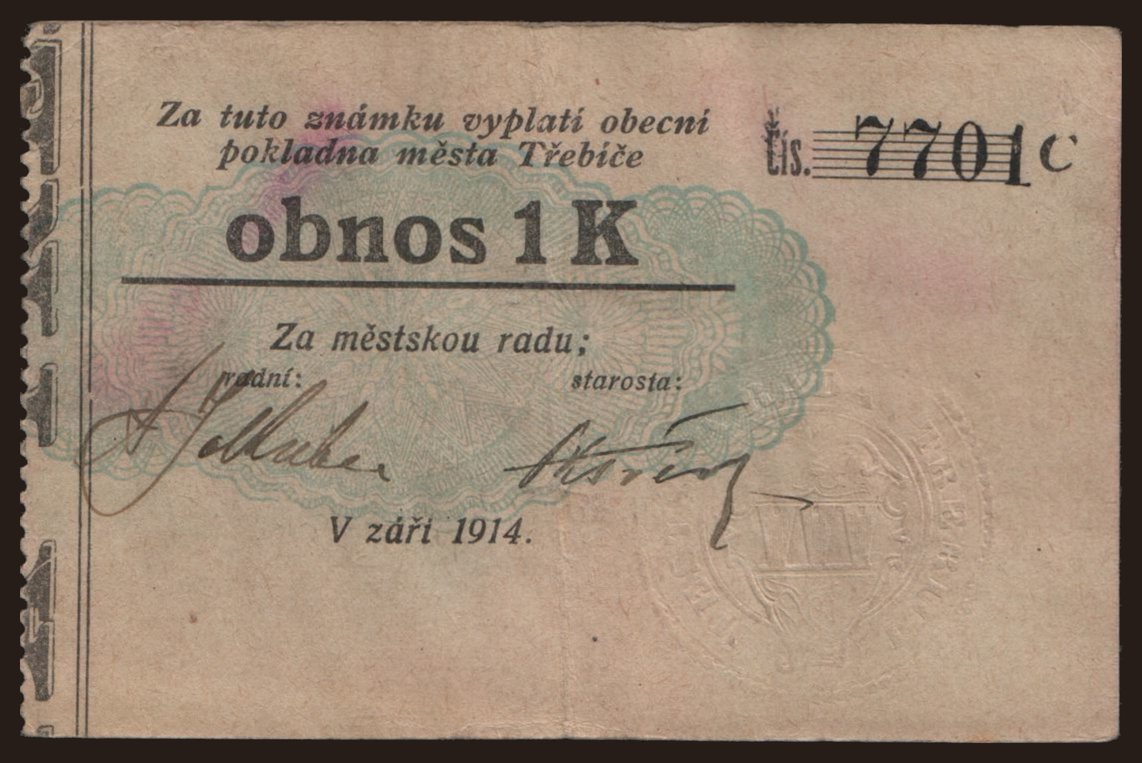 Za tuto známku vyplatí obecní
pokladna města Třebíče
Čís. 7701 C
obnos 1 K
Za městskou radu;
radní: starosta:
V září 1914.